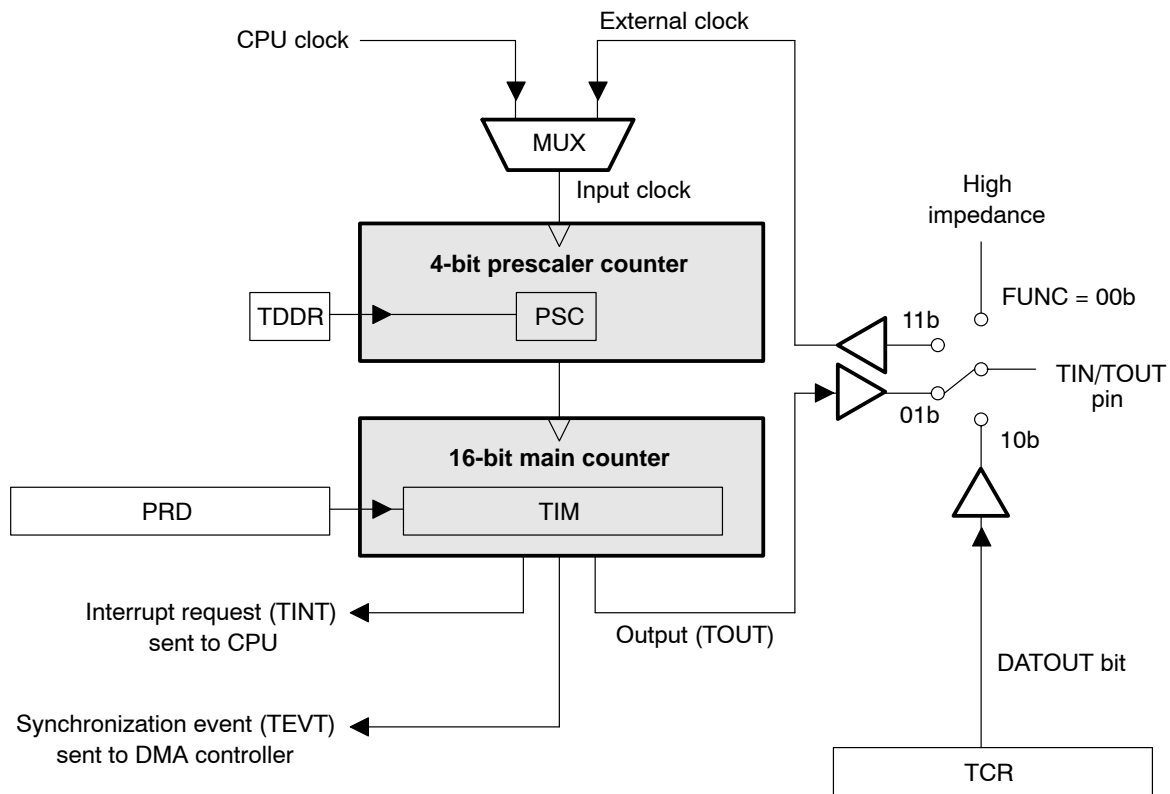 External clock
CPU clock
MUX
Input clock
High
impedance
4-bit prescaler counter
TDDR
PSC
FUNC = 00b
11b
TIN/TOUT
pin
01b
10b
16-bit main counter
PRD
TIM
Interrupt request (TINT)
sent to CPU
Output (TOUT)
DATOUT bit
Synchronization event (TEVT)
sent to DMA controller
TCR